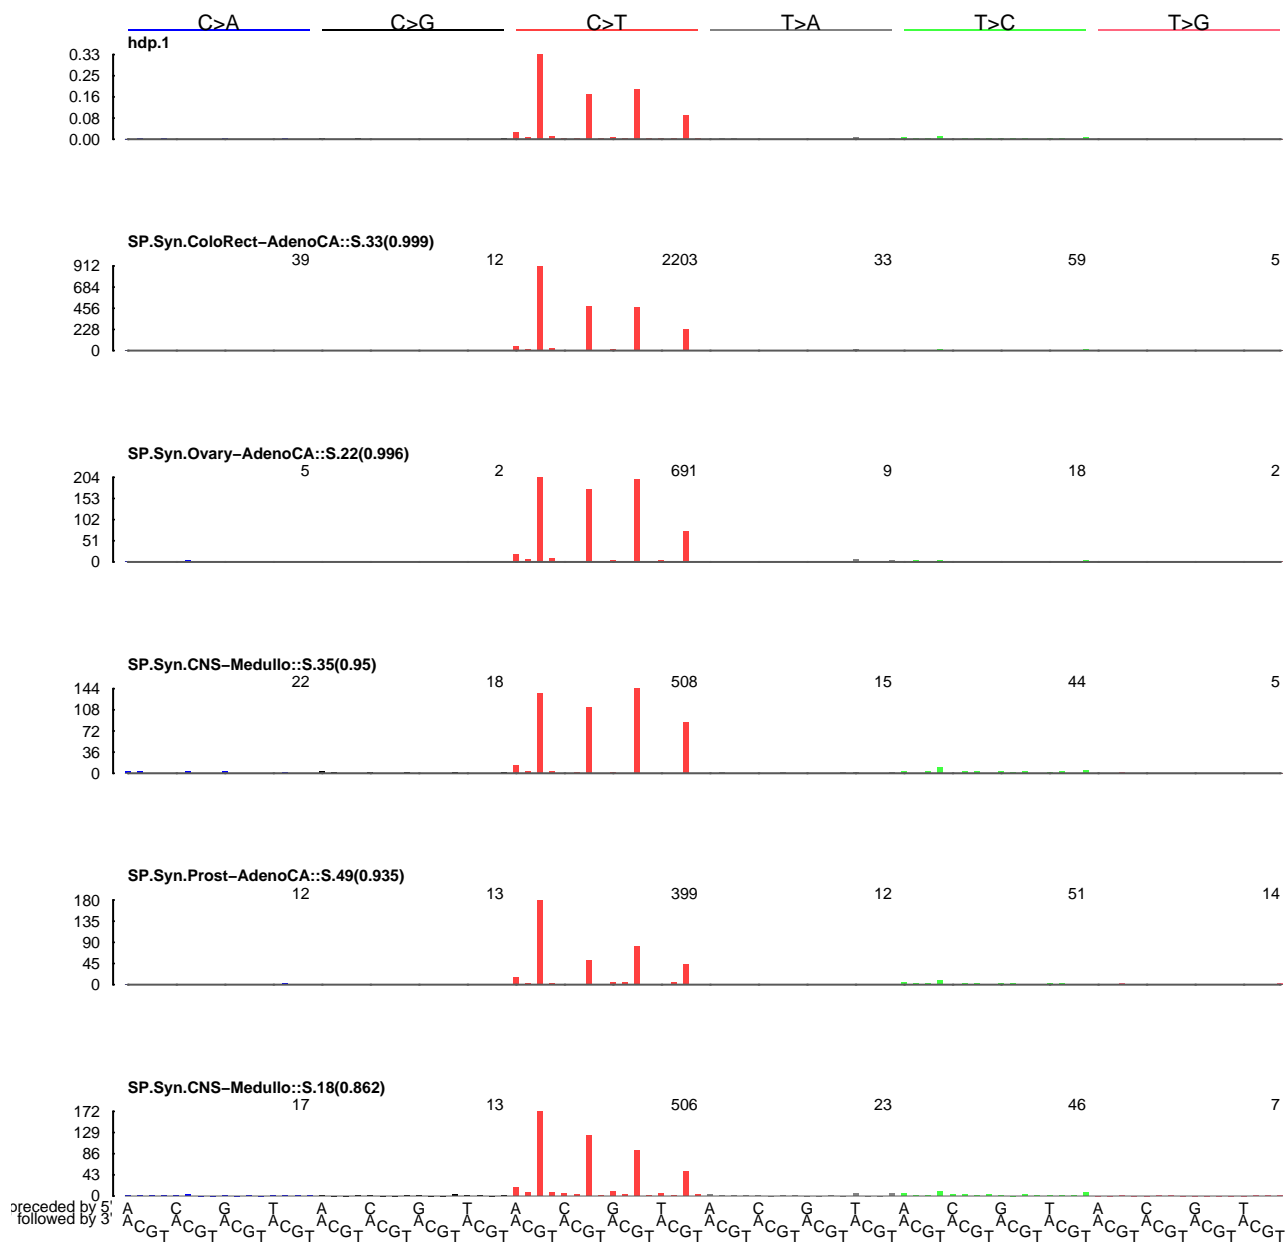 C>A C>G C>T T>A T>C T>G
hdp.1
0.33
0.25
0.16
0.08
0.00
SP.Syn.ColoRect−AdenoCA::S.33(0.999)
39 12 2203 33 59 5
912
684
456
228
0
SP.Syn.Ovary−AdenoCA::S.22(0.996)
5 2 691 9 18 2
204
153
102
51
0
SP.Syn.CNS−Medullo::S.35(0.95)
22 18 508 15 44 5
144
108
72
36
0
SP.Syn.Prost−AdenoCA::S.49(0.935)
12 13 399 12 51 14
180
135
90
45
0
SP.Syn.CNS−Medullo::S.18(0.862)
17 13 506 23 46 7
172
129
86
43
0
preceded by 5' A C G T A C G T A C G T A C G T A C G T A C G T
followed by 3' A C G T A C G T A C G T A C G T A C G T A C G T A C G T A C G T A C G T A C G T A C G T A C G T A C G T A C G T A C G T A C G T A C G T A C G T A C G T A C G T A C G T A C G T A C G T A C G T